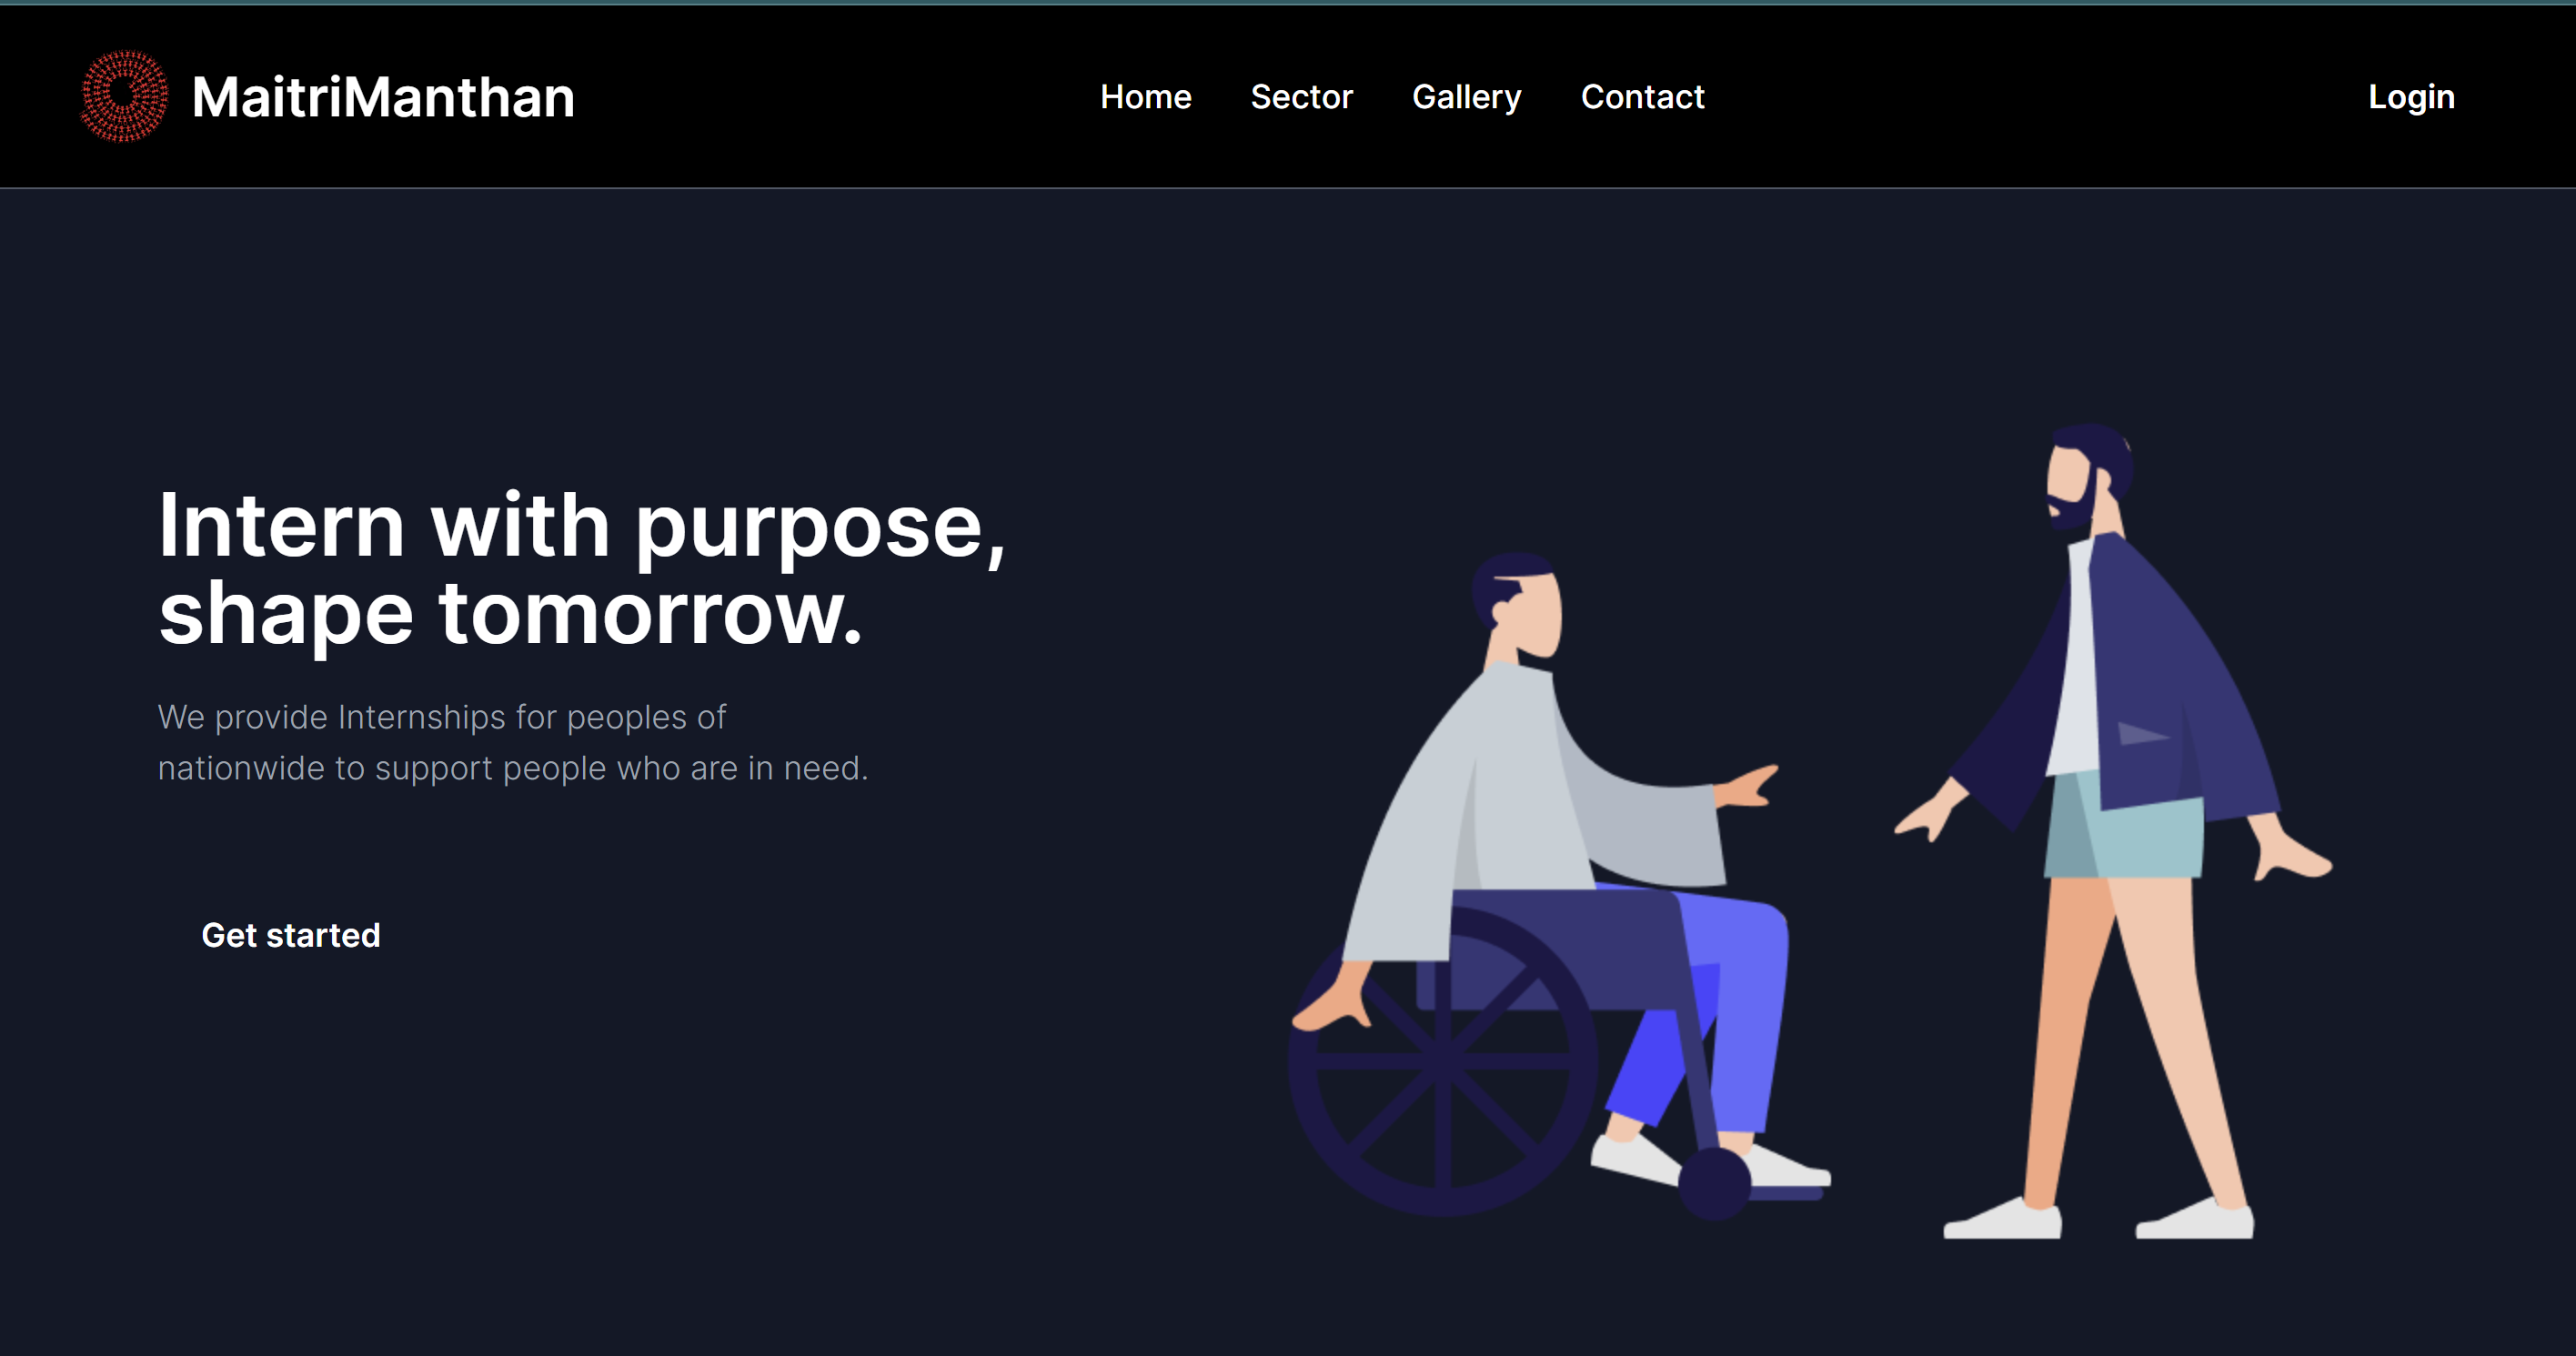 MaitriManthan
Home Sector Gallery Contact
Login
Intern with purpose,
shape tomorrow.
We provide Internships for peoples of
nationwide to support people who are in need.
Get started